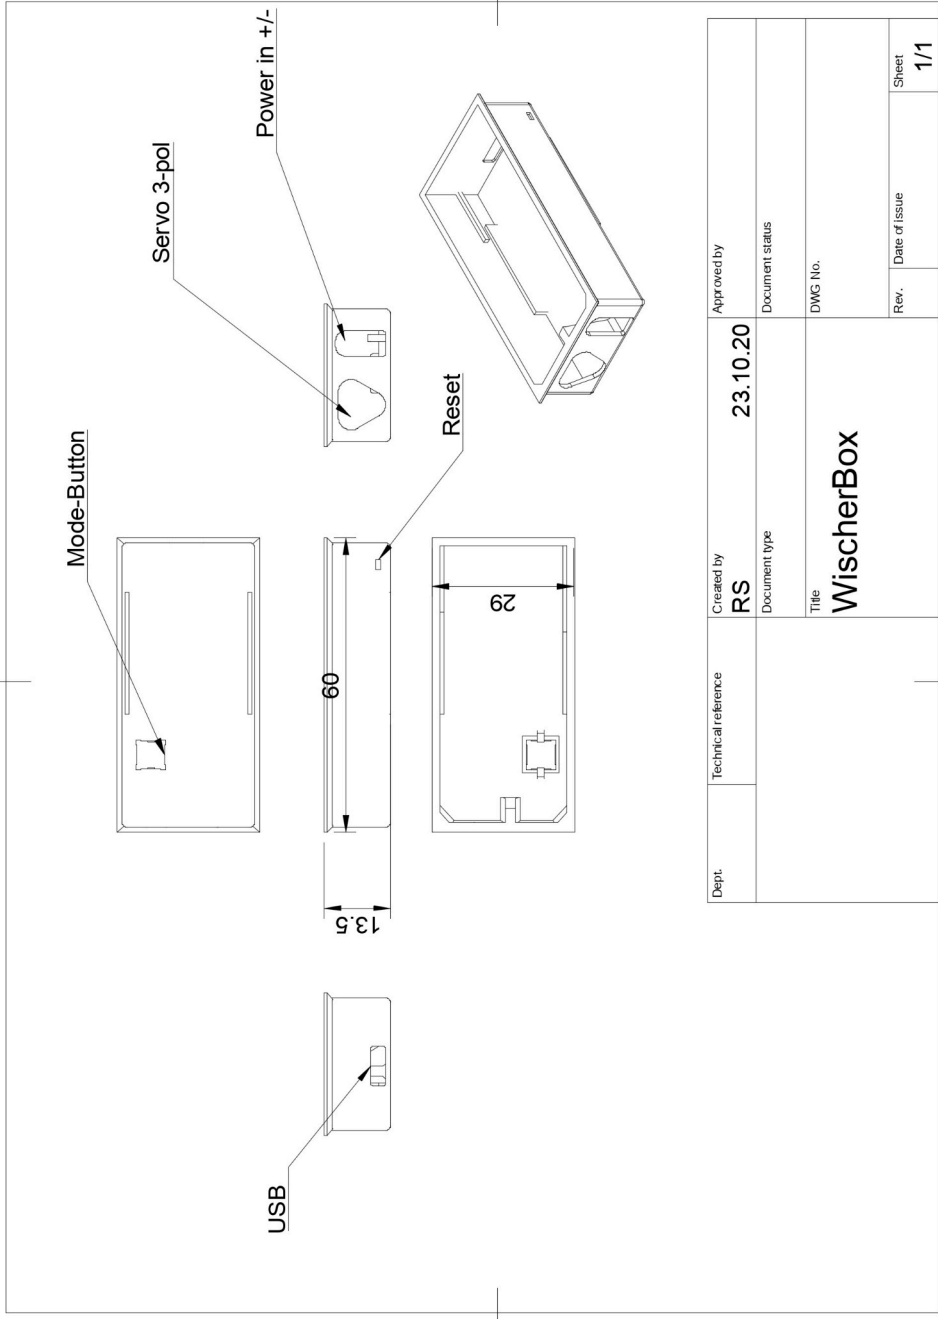 Mode-Button
Servo 3-pol
Power in +/-
USB
60
13.5
Reset
29
Dept.
Technical reference
Created by
RS
23.10.20
Approved by
Document type
Document status
Title
WischerBox
DWG No.
Rev.
Date of issue
Sheet
1/1